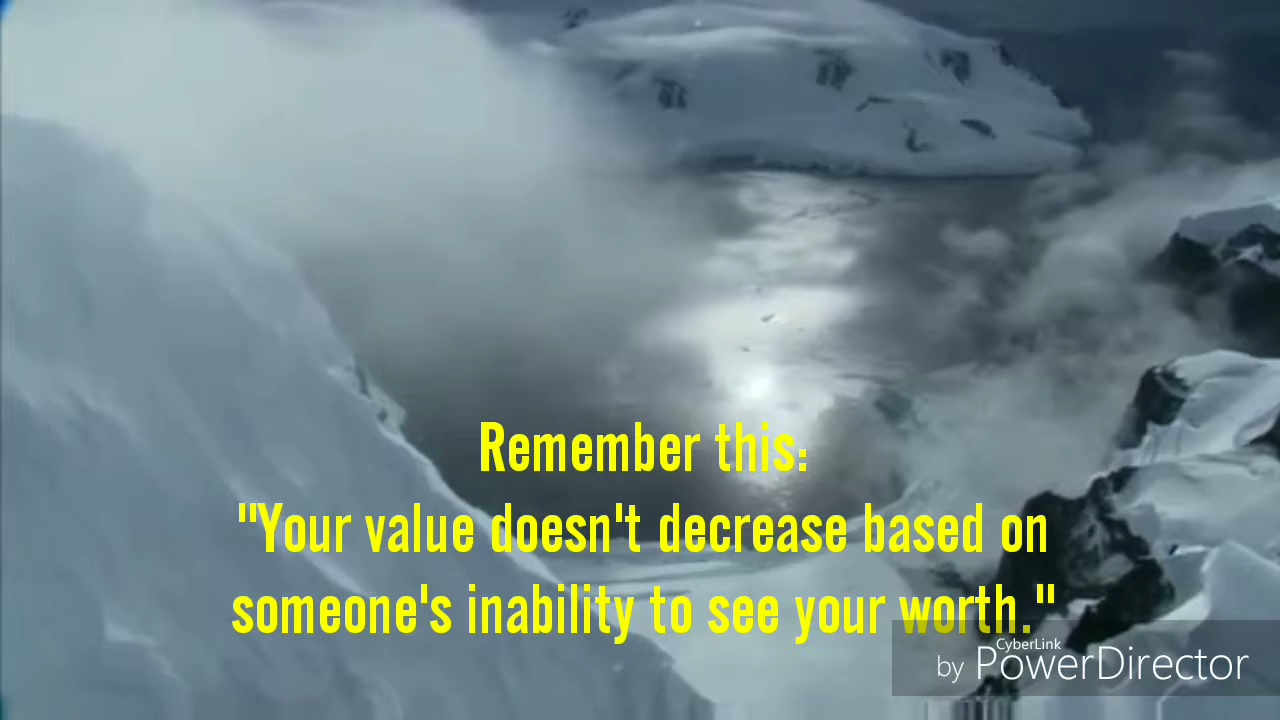 Remember this:
"Your value doesn't decrease based on
someone's inability to see your worth."
CyberLink
by PowerDirector